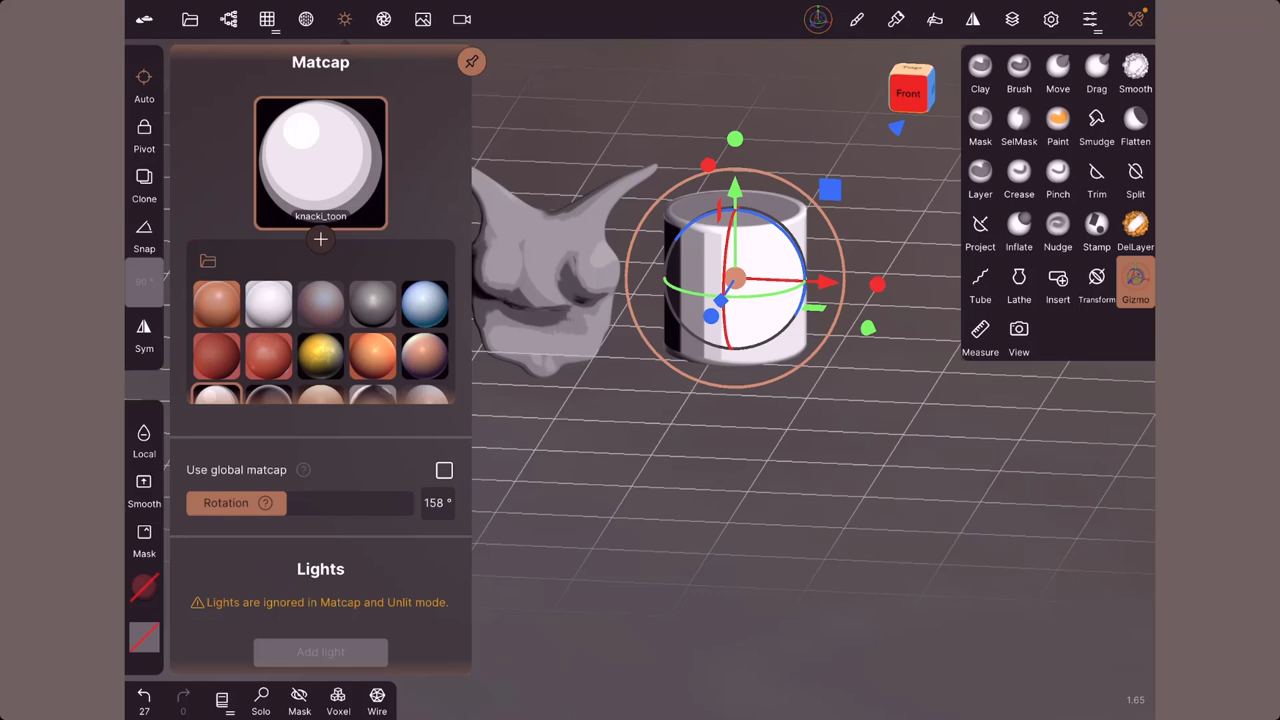 Matcap
knacki_toon
Use global matcap ?
Rotation ? 158 °
Lights
Lights are ignored in Matcap and Unlit mode.
Add light
Auto
Pivot
Clone
Snap
90 °
Sym
Local
Smooth
Mask
27
0
Solo
Mask
Voxel
Wire
Top
Front
Clay
Brush
Move
Drag
Smooth
Mask
SelMask
Paint
Smudge
Flatten
Layer
Crease
Pinch
Trim
Split
Project
Inflate
Nudge
Stamp
DelLayer
Tube
Lathe
Insert
Transform
Gizmo
Measure
View
1.65